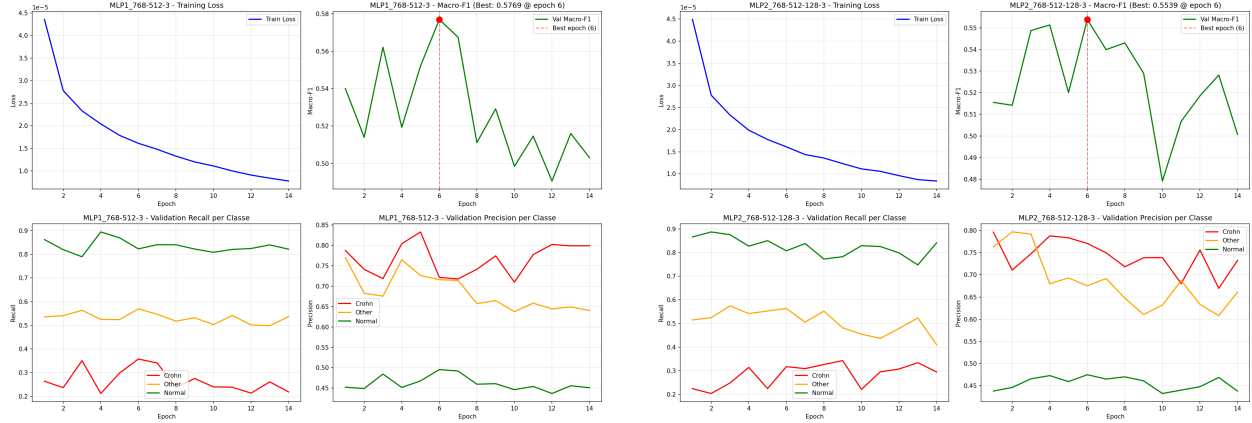 MLP1_768-512-3 - Training Loss
1e−5
Train Loss
4.5
4.0
3.5
3.0
2.5
2.0
1.5
1.0
Loss
2 4 6 8 10 12 14
Epoch
MLP1_768-512-3 - Macro-F1 (Best: 0.5769 @ epoch 6)
Val Macro-F1
Best epoch (6)
0.58
0.56
0.54
0.52
0.50
Macro-F1
2 4 6 8 10 12 14
Epoch
MLP2_768-512-128-3 - Training Loss
1e−5
Train Loss
4.5
4.0
3.5
3.0
2.5
2.0
1.5
1.0
Loss
2 4 6 8 10 12 14
Epoch
MLP2_768-512-128-3 - Macro-F1 (Best: 0.5539 @ epoch 6)
Val Macro-F1
Best epoch (6)
0.55
0.54
0.53
0.52
0.51
0.50
0.49
0.48
Macro-F1
2 4 6 8 10 12 14
Epoch
MLP1_768-512-3 - Validation Recall per Classe
0.9
0.8
0.7
0.6
0.5
0.4
0.3
0.2
Recall
Crohn
Other
Normal
2 4 6 8 10 12 14
Epoch
MLP1_768-512-3 - Validation Precision per Classe
0.85
0.80
0.75
0.70
0.65
0.60
0.55
0.50
0.45
Precision
Crohn
Other
Normal
2 4 6 8 10 12 14
Epoch
MLP2_768-512-128-3 - Validation Recall per Classe
0.9
0.8
0.7
0.6
0.5
0.4
0.3
0.2
Recall
Crohn
Other
Normal
2 4 6 8 10 12 14
Epoch
MLP2_768-512-128-3 - Validation Precision per Classe
Crohn
Other
Normal
0.80
0.75
0.70
0.65
0.60
0.55
0.50
0.45
Precision
2 4 6 8 10 12 14
Epoch